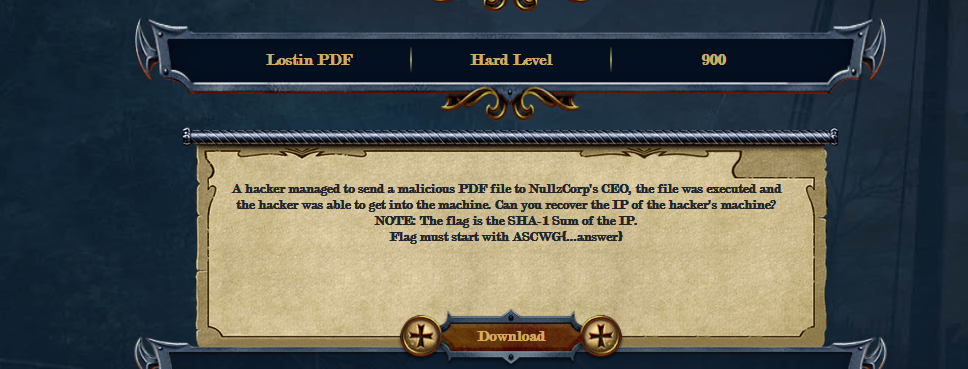 Lostin PDF
Hard Level
900
A hacker managed to send a malicious PDF file to NullzCorp's CEO, the file was executed and
the hacker was able to get into the machine. Can you recover the IP of the hacker's machine?
NOTE: The flag is the SHA-1 Sum of the IP.
Flag must start with ASCWG{...answer}
Download